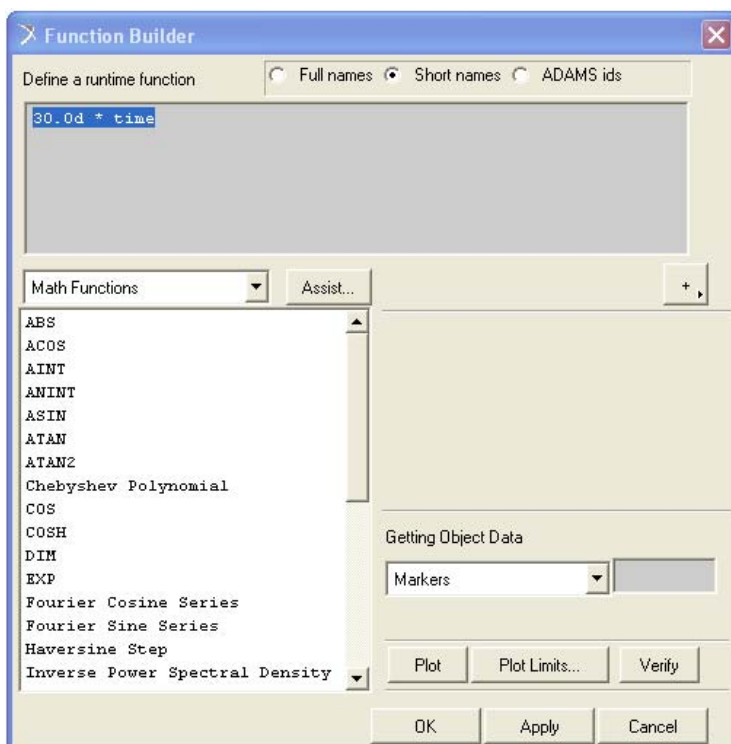 Function Builder
Define a runtime function
Full names Short names ADAMS ids
30.0d * time
Math Functions
Assist...
+
ABS
ACOS
AINT
ANINT
ASIN
ATAN
ATAN2
Chebyshev Polynomial
COS
COSH
DIM
EXP
Fourier Cosine Series
Fourier Sine Series
Haversine Step
Inverse Power Spectral Density
Getting Object Data
Markers
Plot Plot Limits... Verify
OK Apply Cancel